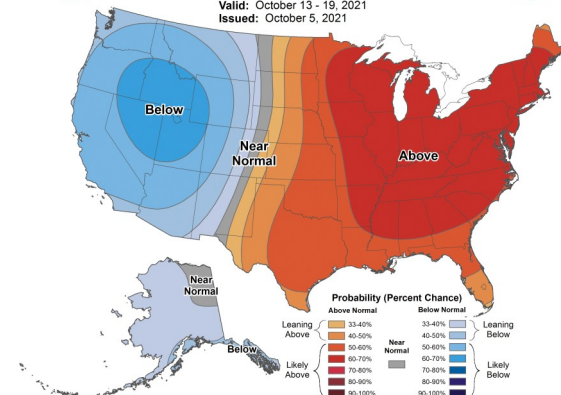 Valid: October 13 - 19, 2021
Issued: October 5, 2021
Below
Near
Normal
Above
Near
Normal
Below
Probability (Percent Chance)
Above Normal
Below Normal
Leaning
Above
33-40%
40-50%
Likely
Above
50-60%
60-70%
70-80%
80-90%
90-100%
Near
Normal
33-40%
40-50%
Leaning
Below
50-60%
60-70%
70-80%
80-90%
90-100%
Likely
Below